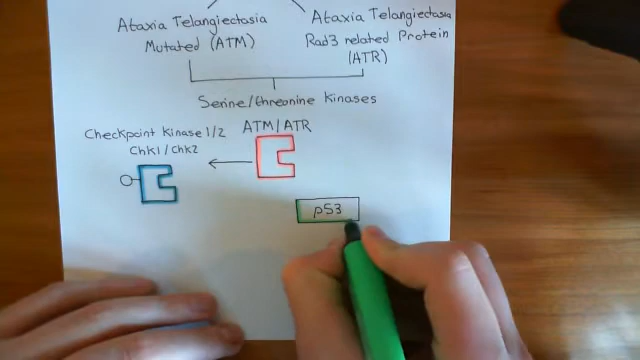 Ataxia Telangiectasia
Mutated (ATM)
Ataxia Telangiectasia
Rad3 related Protein
(ATR)
Serine/threonine Kinases
Checkpoint Kinase 1/2
Chk1 / Chk2
ATM/ATR
p53